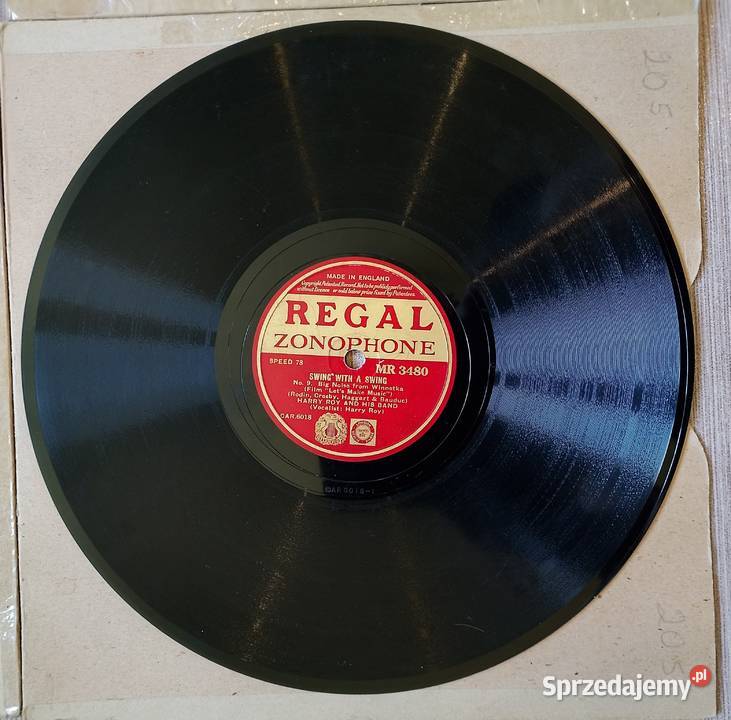 205
MADE IN ENGLAND
Copyright Patented Record. Not to be publicly performed
without licence or sold below price fixed by Patentees.
REGAL
ZONOPHONE
SPEED 78
MR 3480
SWING WITH A SWING
No. 9. Big Noise from Winnetka
(Film "Let's Make Music")
(Rodin, Crosby, Haggart & Bauduc)
HARRY ROY AND HIS BAND
(Vocalist: Harry Roy)
CAR.6018
CAR 6018-1
205
Sprzedajemy.pl